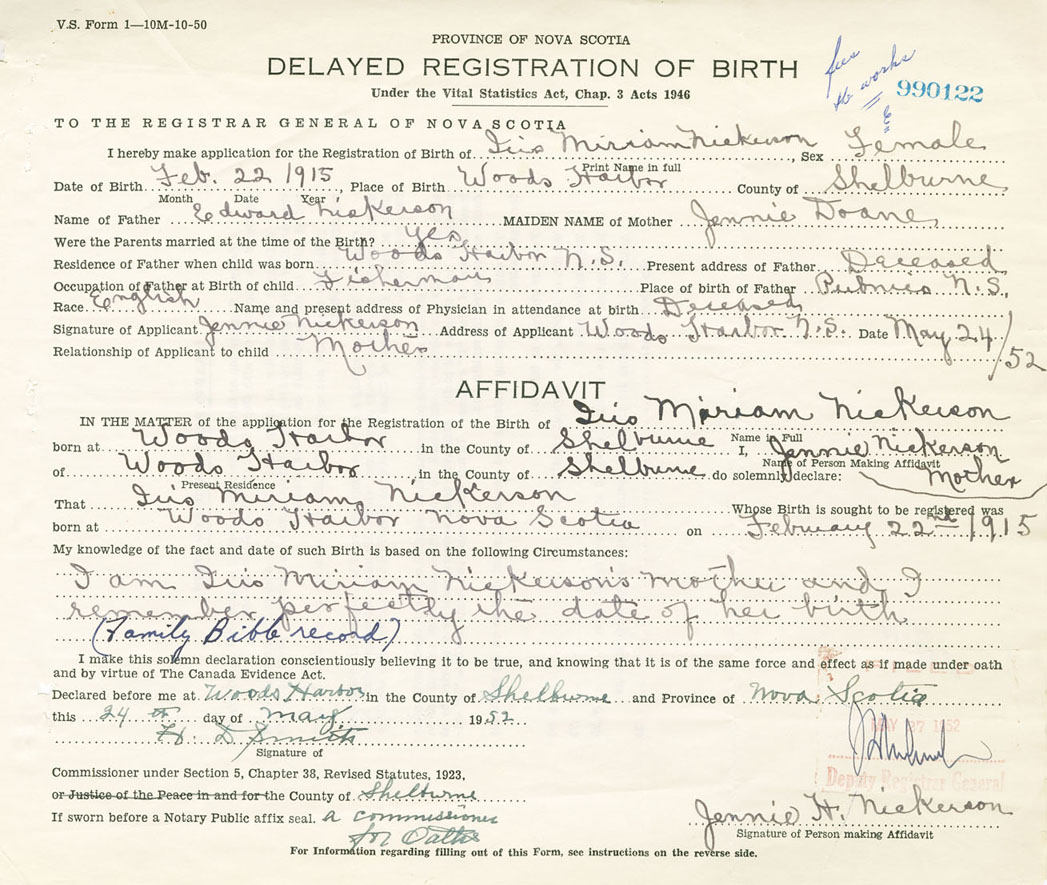 V.S. Form 1—10M-10-50
PROVINCE OF NOVA SCOTIA
DELAYED REGISTRATION OF BIRTH
Under the Vital Statistics Act, Chap. 3 Acts 1946
works
990122
TO THE REGISTRAR GENERAL OF NOVA SCOTIA
I hereby make application for the Registration of Birth of Iris Miriam Nickerson, Sex Female
Print Name in full
Date of Birth Feb. 22 1915, Place of Birth Woods Harbor County of Shelburne
Month Date Year
Name of Father Edward Nickerson MAIDEN NAME of Mother Jennie Doane
Were the Parents married at the time of the Birth? yes
Residence of Father when child was born Woods Harbor N.S. Present address of Father Deceased
Occupation of Father at Birth of child Fisherman Place of birth of Father Pubnico N.S.
Race English Name and present address of Physician in attendance at birth Deceased
Signature of Applicant Jennie Nickerson Address of Applicant Woods Harbor N.S. Date May 24/52
Relationship of Applicant to child Mother
AFFIDAVIT
IN THE MATTER of the application for the Registration of the Birth of Iris Miriam Nickerson
Name in Full
born at Woods Harbor in the County of Shelburne I, Jennie Nickerson
Name of Person Making Affidavit
of Woods Harbor in the County of Shelburne do solemnly declare: Mother
Present Residence
That Iris Miriam Nickerson Whose Birth is sought to be registered was
born at Woods Harbor Nova Scotia on February 22nd 1915
My knowledge of the fact and date of such Birth is based on the following Circumstances:
I am Iris Miriam Nickerson's mother and I
remember perfectly the date of her birth
(Family Bible record)
I make this solemn declaration conscientiously believing it to be true, and knowing that it is of the same force and effect as if made under oath
and by virtue of The Canada Evidence Act.
Declared before me at Woods Harbor in the County of Shelburne and Province of Nova Scotia
this 24th day of May 1952
H. D. Smith
Signature of
MAY 27 1952
Deputy Registrar General
Commissioner under Section 5, Chapter 38, Revised Statutes, 1923,
or Justice of the Peace in and for the County of Shelburne
If sworn before a Notary Public affix seal. a commissioner
for Oaths
Jennie H. Nickerson
Signature of Person making Affidavit
For Information regarding filling out of this Form, see instructions on the reverse side.